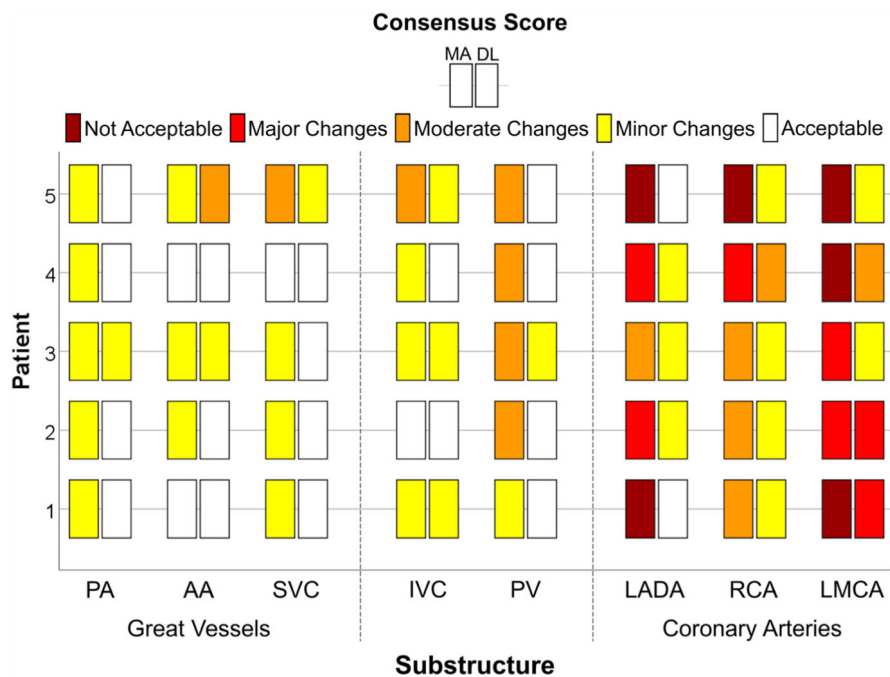 Consensus Score
MA DL
Not Acceptable Major Changes Moderate Changes Minor Changes Acceptable
Patient
5
4
3
2
1
PA AA SVC IVC PV LADA RCA LMCA
Great Vessels Coronary Arteries
Substructure